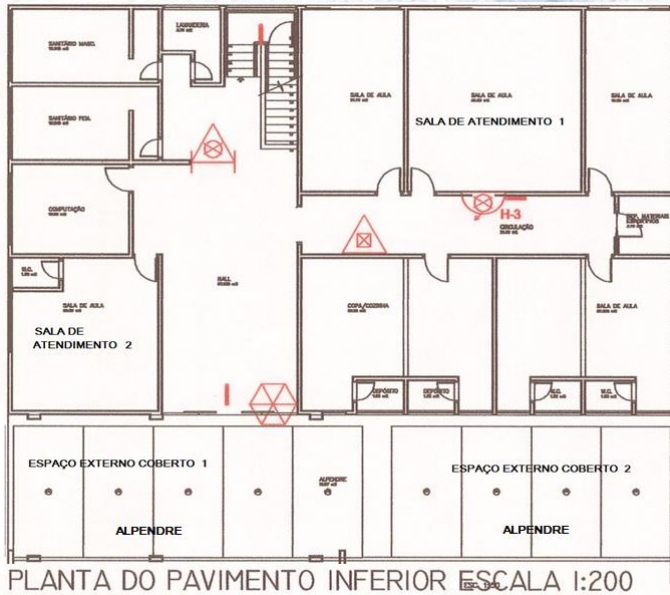 LAVANDERIA
SANITÁRIO MASC.
SALA DE AULA
SALA DE AULA
SALA DE AULA
SALA DE ATENDIMENTO 1
SANITÁRIO FEM.
COMPUTAÇÃO
H-3
CIRCULAÇÃO
MATERIAIS
ESPORTIVOS
W.C.
HALL
SALA DE AULA
COPA/COZINHA
SALA DE AULA
SALA DE
ATENDIMENTO 2
DEPÓSITO
DEPÓSITO
W.C.
W.C.
ESPAÇO EXTERNO COBERTO 1
ESPAÇO EXTERNO COBERTO 2
ALPENDRE
ALPENDRE
ALPENDRE
PLANTA DO PAVIMENTO INFERIOR ESCALA 1:200